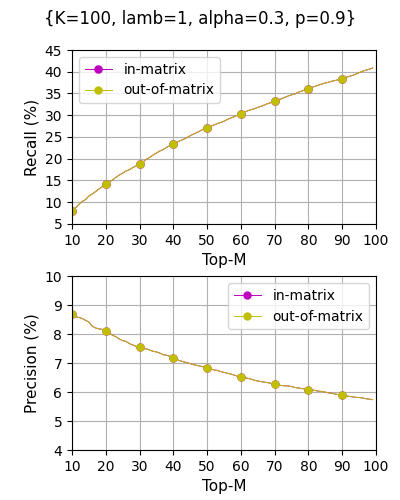 {K=100, lamb=1, alpha=0.3, p=0.9}
45
40
35
30
25
20
15
10
5
Recall (%)
in-matrix
out-of-matrix
10 20 30 40 50 60 70 80 90 100
Top-M
10
9
8
7
6
5
4
Precision (%)
in-matrix
out-of-matrix
10 20 30 40 50 60 70 80 90 100
Top-M